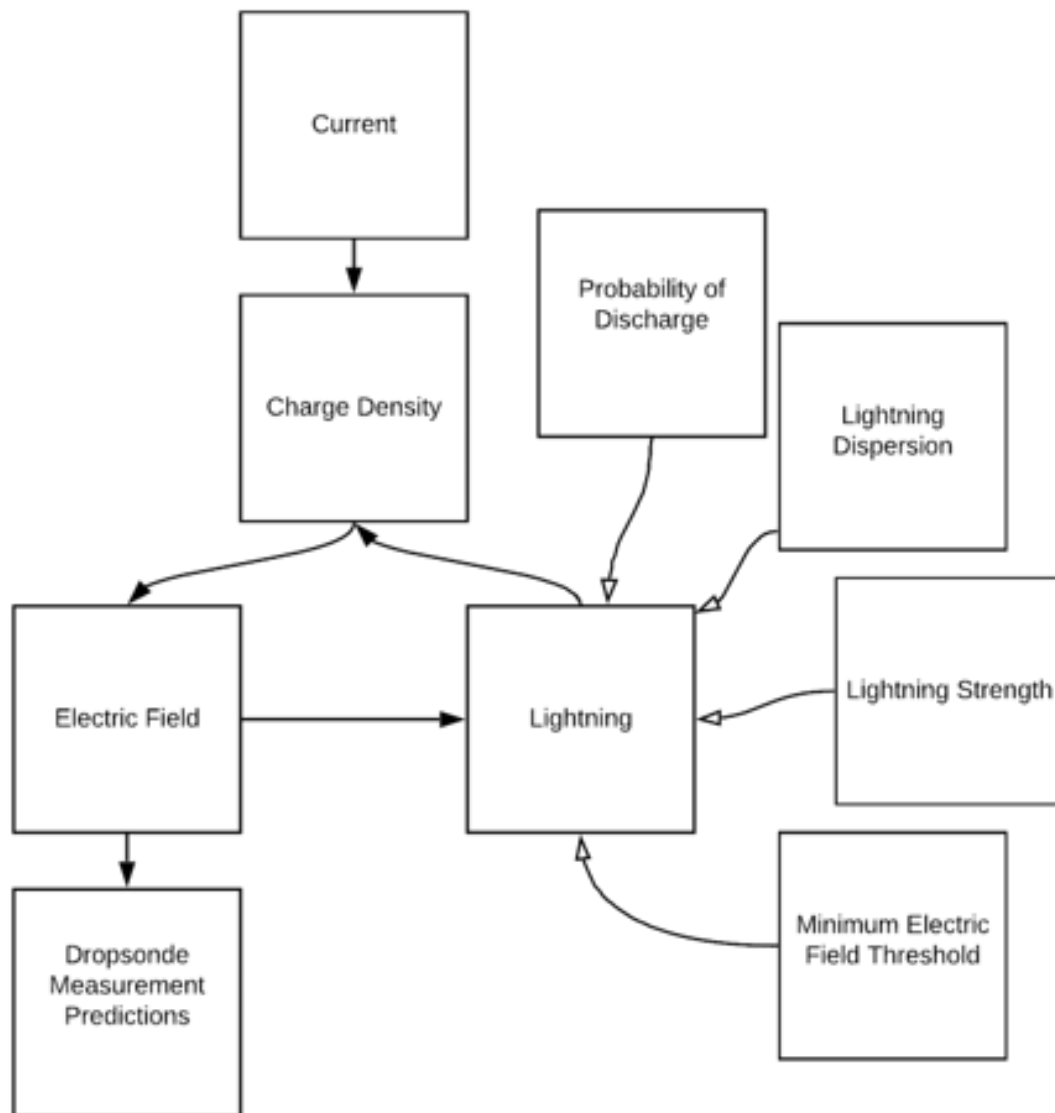 Current
Probability of
Discharge
Charge Density
Lightning
Dispersion
Electric Field
Lightning
Lightning Strength
Minimum Electric
Field Threshold
Dropsonde
Measurement
Predictions